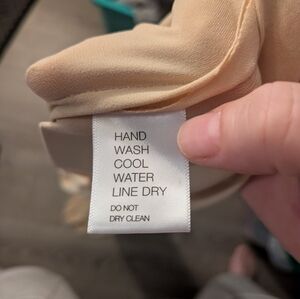 HAND
WASH
COOL
WATER
LINE DRY
DO NOT
DRY CLEAN